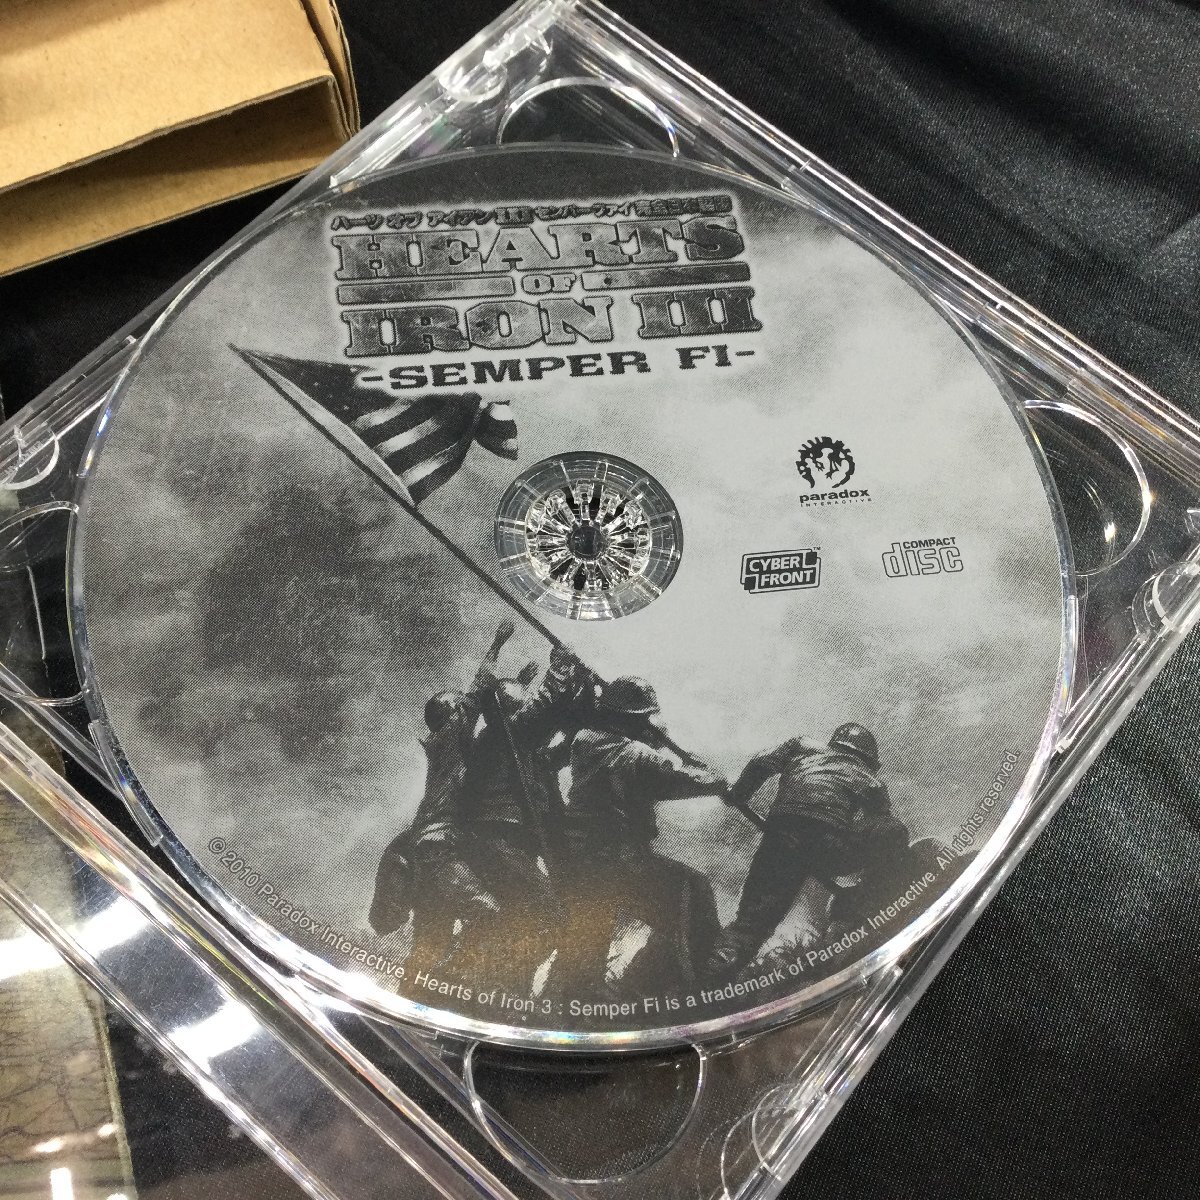 ハーツ オブ アイアンIII センパーファイ 完全日本語版
HEARTS
OF
IRON III
-SEMPER FI-
paradox
INTERACTIVE
CYBER
FRONT
™
COMPACT
disc
© 2010 Paradox Interactive. Hearts of Iron 3 : Semper Fi is a trademark of Paradox Interactive. All rights reserved.